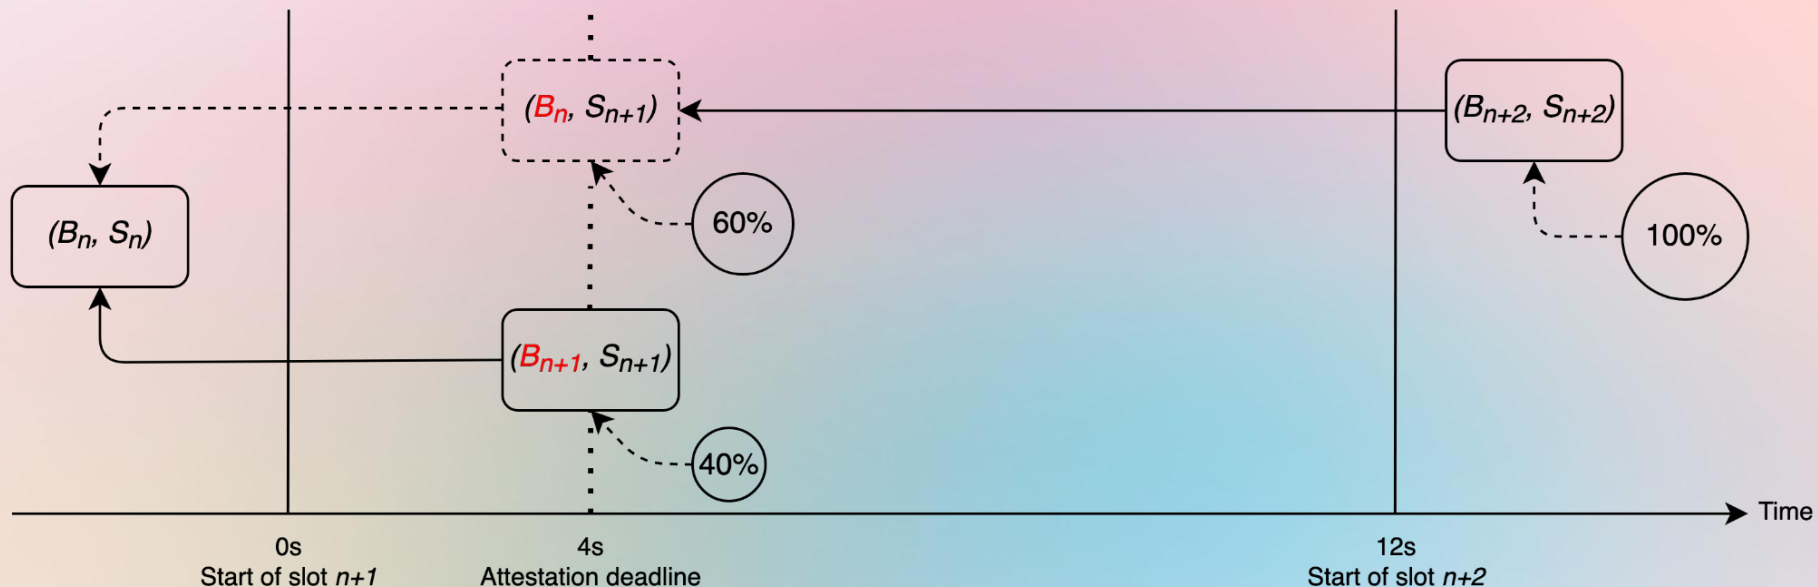 (Bn, Sn+1)
(Bn+2, Sn+2)
(Bn, Sn)
60%
100%
(Bn+1, Sn+1)
40%
Time
0s
Start of slot n+1
4s
Attestation deadline
12s
Start of slot n+2